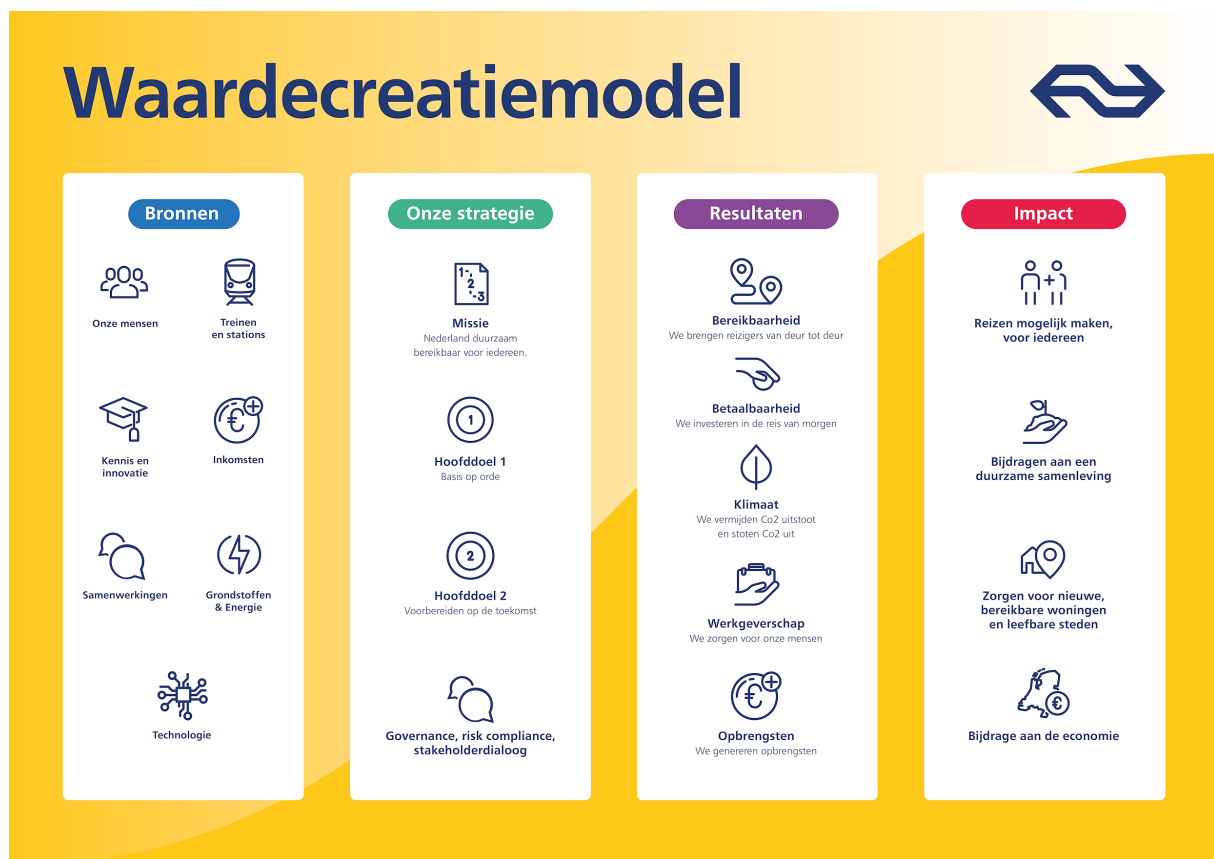 Waardecreatiemodel
Bronnen
Onze mensen
Treinen
en stations
Kennis en
innovatie
Inkomsten
Samenwerkingen
Grondstoffen
& Energie
Technologie
Onze strategie
1
2
3
Missie
Nederland duurzaam
bereikbaar voor iedereen.
1
Hoofddoel 1
Basis op orde
2
Hoofddoel 2
Voorbereiden op de toekomst
Governance, risk compliance,
stakeholderdialoog
Resultaten
Bereikbaarheid
We brengen reizigers van deur tot deur
Betaalbaarheid
We investeren in de reis van morgen
Klimaat
We vermijden Co2 uitstoot
en stoten Co2 uit
Werkgeverschap
We zorgen voor onze mensen
€
Opbrengsten
We genereren opbrengsten
Impact
Reizen mogelijk maken,
voor iedereen
Bijdragen aan een
duurzame samenleving
Zorgen voor nieuwe,
bereikbare woningen
en leefbare steden
€
Bijdrage aan de economie